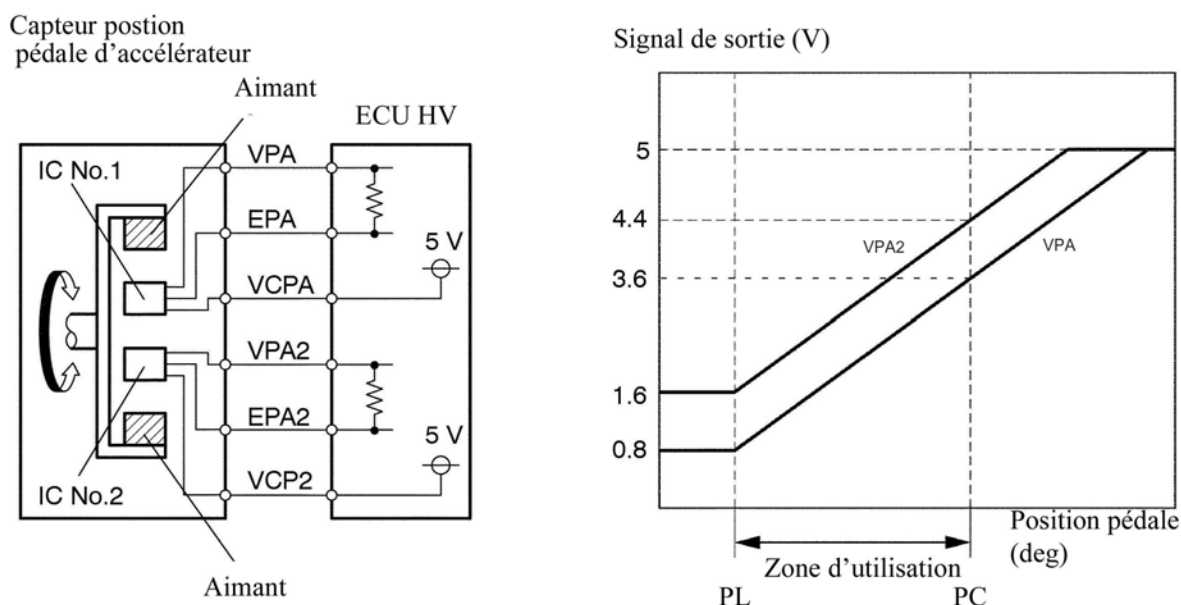 Capteur postion
pédale d'accélérateur
Aimant
ECU HV
IC No.1
VPA
EPA
5 V
VCPA
VPA2
EPA2
5 V
VCP2
IC No.2
Aimant
Signal de sortie (V)
5
4.4
VPA2
VPA
3.6
1.6
0.8
Position pédale
(deg)
Zone d'utilisation
PL
PC